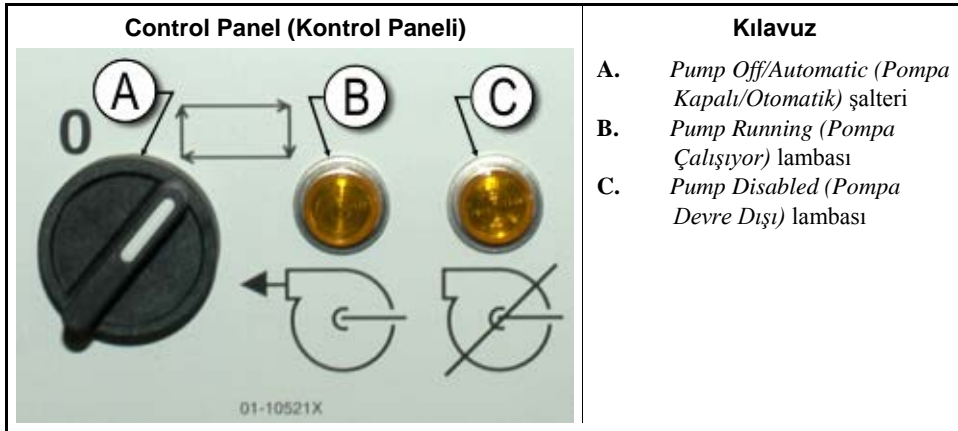 Control Panel (Kontrol Paneli)
A
B
C
0
01-10521X
Kılavuz
A. Pump Off/Automatic (Pompa
Kapalı/Otomatik) şalteri
B. Pump Running (Pompa
Çalışıyor) lambası
C. Pump Disabled (Pompa
Devre Dışı) lambası